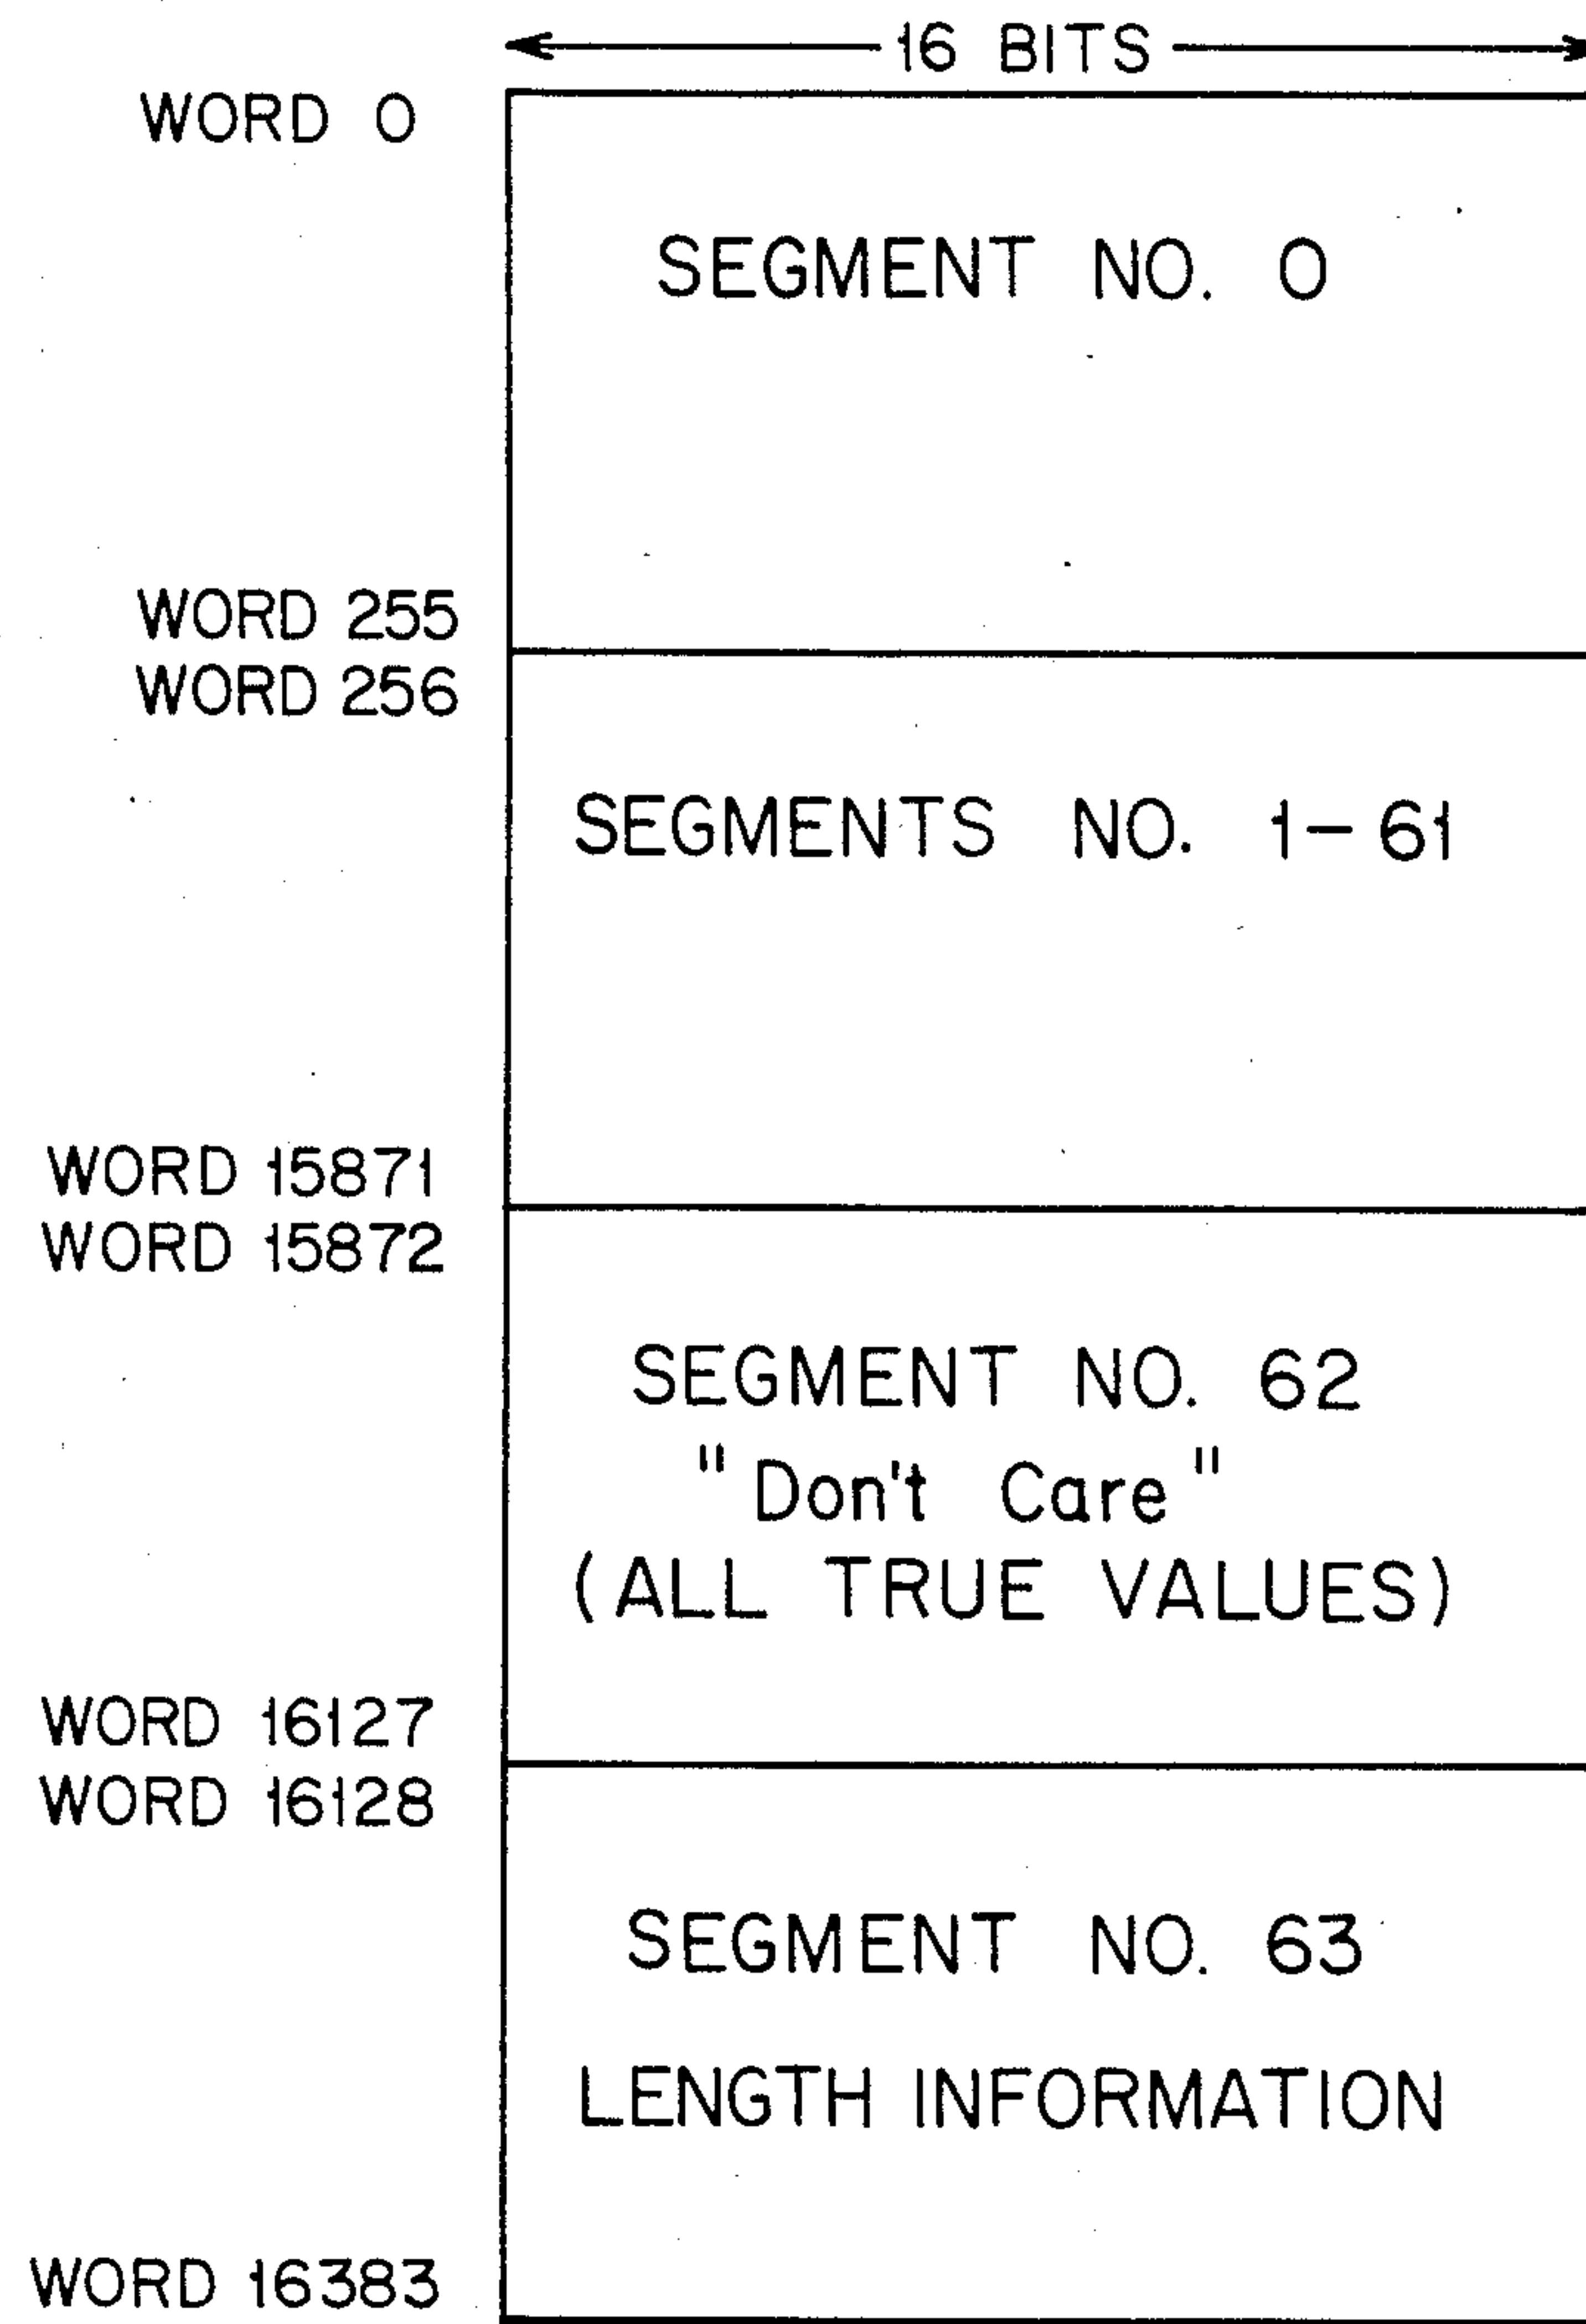 16 BITS
WORD 0
SEGMENT NO. 0
WORD 255
WORD 256
SEGMENTS NO. 1-61
WORD 15871
WORD 15872
SEGMENT NO. 62
"Don't Care"
(ALL TRUE VALUES)
WORD 16127
WORD 16128
SEGMENT NO. 63
LENGTH INFORMATION
WORD 16383